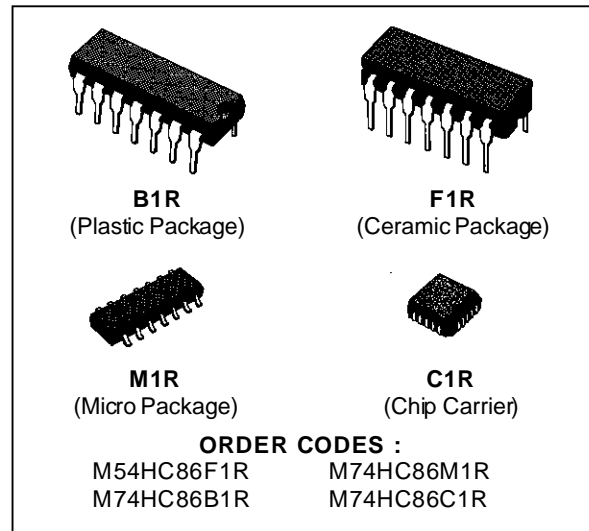 B1R
(Plastic Package)
F1R
(Ceramic Package)
M1R
(Micro Package)
C1R
(Chip Carrier)
ORDER CODES :
M54HC86F1R M74HC86M1R
M74HC86B1R M74HC86C1R